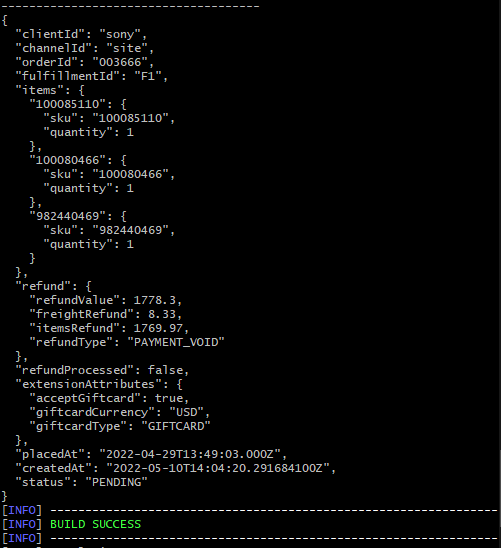 -------------------------------------
{
  "clientId": "sony",
  "channelId": "site",
  "orderId": "003666",
  "fulfillmentId": "F1",
  "items": {
    "100085110": {
      "sku": "100085110",
      "quantity": 1
    },
    "100080466": {
      "sku": "100080466",
      "quantity": 1
    },
    "982440469": {
      "sku": "982440469",
      "quantity": 1
    }
  },
  "refund": {
    "refundValue": 1778.3,
    "freightRefund": 8.33,
    "itemsRefund": 1769.97,
    "refundType": "PAYMENT_VOID"
  },
  "refundProcessed": false,
  "extensionAttributes": {
    "acceptGiftcard": true,
    "giftcardCurrency": "USD",
    "giftcardType": "GIFTCARD"
  },
  "placedAt": "2022-04-29T13:49:03.000Z",
  "createdAt": "2022-05-10T14:04:20.291684100Z",
  "status": "PENDING"
}
[INFO] ----------------------------------------------------------------
[INFO] BUILD SUCCESS
[INFO] ----------------------------------------------------------------